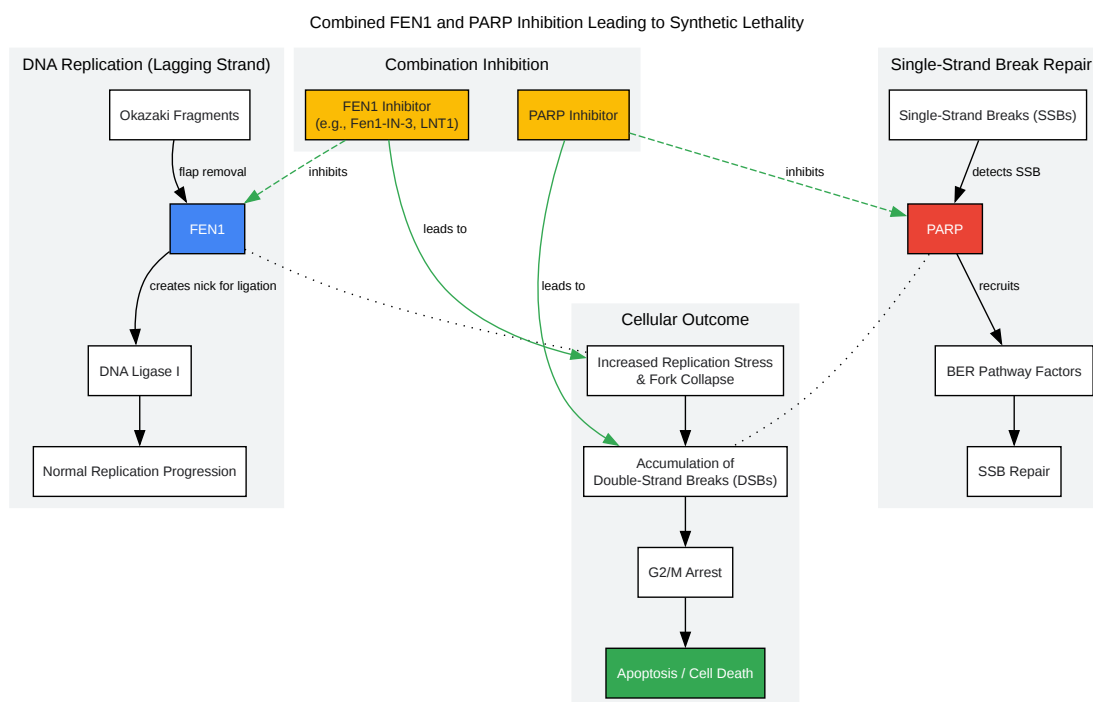 Combined FEN1 and PARP Inhibition Leading to Synthetic Lethality
DNA Replication (Lagging Strand)
Okazaki Fragments
flap removal
FEN1
creates nick for ligation
DNA Ligase I
Normal Replication Progression
Combination Inhibition
FEN1 Inhibitor
(e.g., Fen1-IN-3, LNT1)
PARP Inhibitor
inhibits
inhibits
leads to
leads to
Cellular Outcome
Increased Replication Stress
& Fork Collapse
Accumulation of
Double-Strand Breaks (DSBs)
G2/M Arrest
Apoptosis / Cell Death
Single-Strand Break Repair
Single-Strand Breaks (SSBs)
detects SSB
PARP
recruits
BER Pathway Factors
SSB Repair